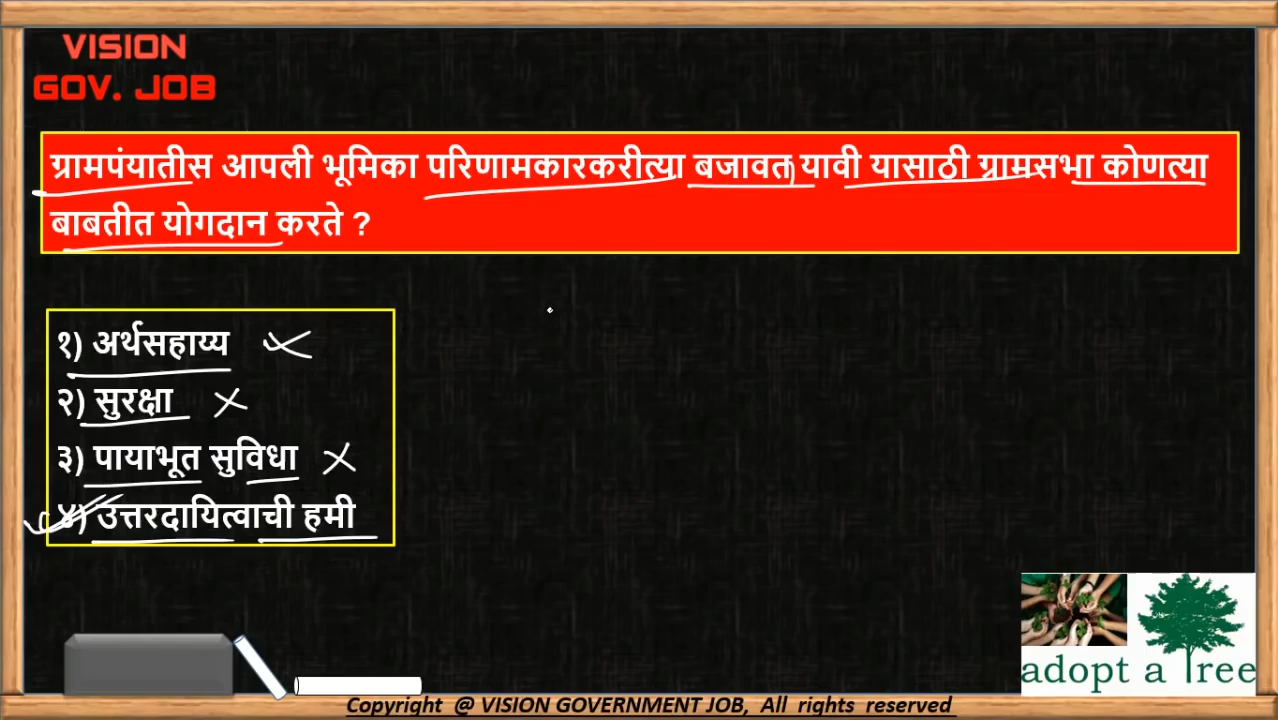 VISION
GOV. JOB
ग्रामपंयातीस आपली भूमिका परिणामकारकरीत्या बजावता यावी यासाठी ग्रामसभा कोणत्या
बाबतीत योगदान करते ?
१) अर्थसहाय्य
२) सुरक्षा
३) पायाभूत सुविधा
४) उत्तरदायित्वाची हमी
adopt a Tree
Copyright @ VISION GOVERNMENT JOB, All rights reserved